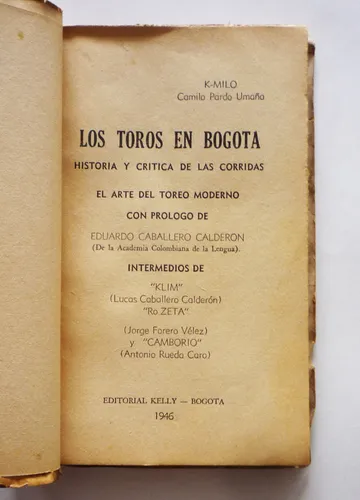 K-MILO
Camilo Pardo Umaña
LOS TOROS EN BOGOTA
HISTORIA Y CRITICA DE LAS CORRIDAS
EL ARTE DEL TOREO MODERNO
CON PROLOGO DE
EDUARDO CABALLERO CALDERON
(De la Academia Colombiana de la Lengua).
INTERMEDIOS DE
"KLIM"
(Lucas Caballero Calderón)
"Ro ZETA"
(Jorge Forero Vélez)
y "CAMBORIO"
(Antonio Rueda Caro)
EDITORIAL KELLY — BOGOTA
1946